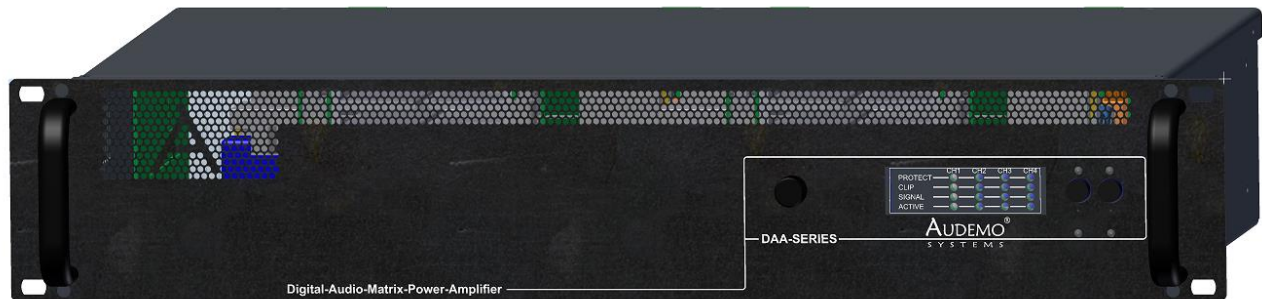 CH1 CH2 CH3 CH4
PROTECT
CLIP
SIGNAL
ACTIVE
AUDEMO®
SYSTEMS
DAA-SERIES
Digital-Audio-Matrix-Power-Amplifier